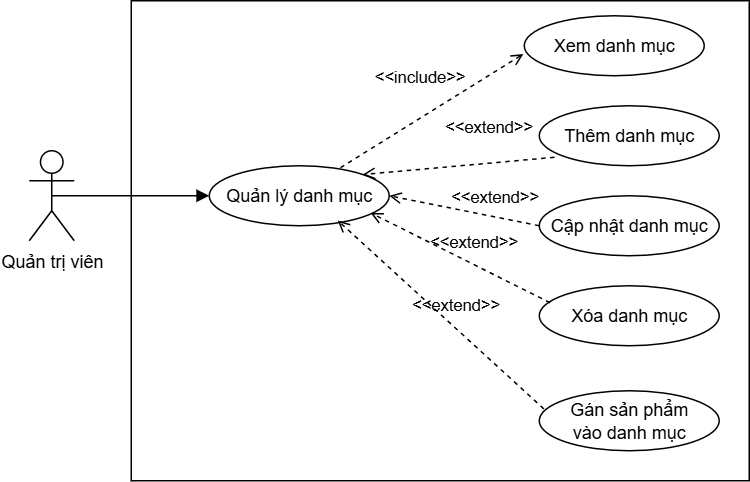 Xem danh mục
<<include>>
<<extend>>
Thêm danh mục
Quản lý danh mục
<<extend>>
Cập nhật danh mục
<<extend>>
Quản trị viên
<<extend>>
Xóa danh mục
Gán sản phẩm
vào danh mục